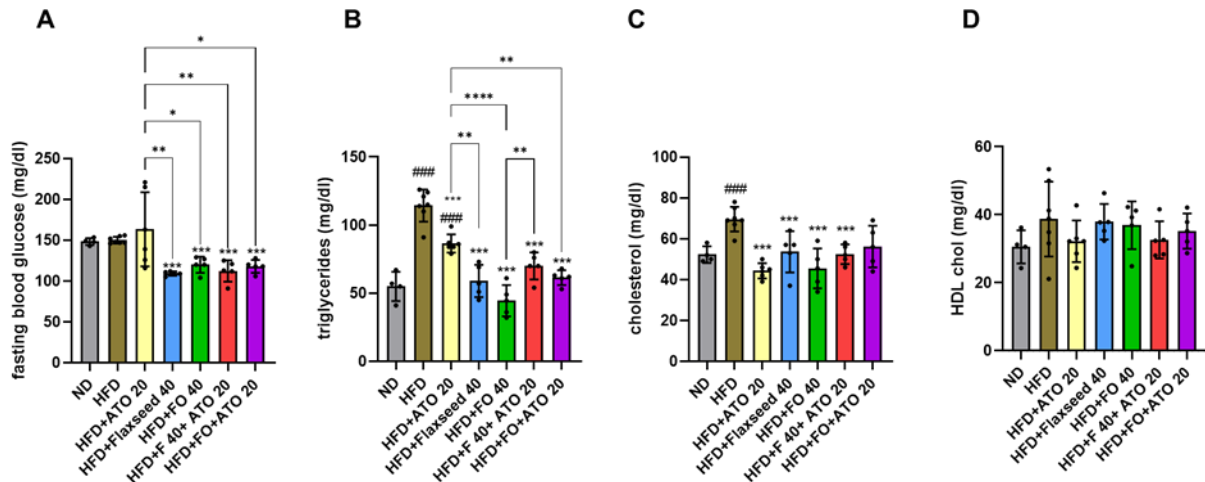 A
B
C
D
*
**
*
**
fasting blood glucose (mg/dl)
250
200
150
100
50
0
***
***
***
***
ND
HFD
HFD+ATO 20
HFD+Flaxseed 40
HFD+FO 40
HFD+F 40+ ATO 20
HFD+FO+ATO 20
**
****
**
**
triglycerides (mg/dl)
150
100
50
0
###
***
###
***
***
***
***
ND
HFD
HFD+ATO 20
HFD+Flaxseed 40
HFD+FO 40
HFD+F 40+ ATO 20
HFD+FO+ATO 20
cholesterol (mg/dl)
100
80
60
40
20
0
###
***
***
***
***
ND
HFD
HFD+ATO 20
HFD+Flaxseed 40
HFD+FO 40
HFD+F 40+ ATO 20
HFD+FO+ATO 20
HDL chol (mg/dl)
60
40
20
0
ND
HFD
HFD+ATO 20
HFD+Flaxseed 40
HFD+FO 40
HFD+F 40+ ATO 20
HFD+FO+ATO 20